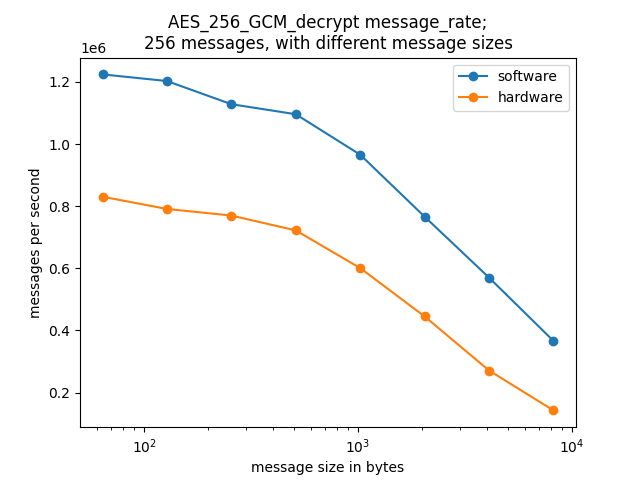 AES_256_GCM_decrypt message_rate;
256 messages, with different message sizes
1e6
software
hardware
1.2
1.0
0.8
0.6
0.4
0.2
messages per second
10²
10³
10⁴
message size in bytes